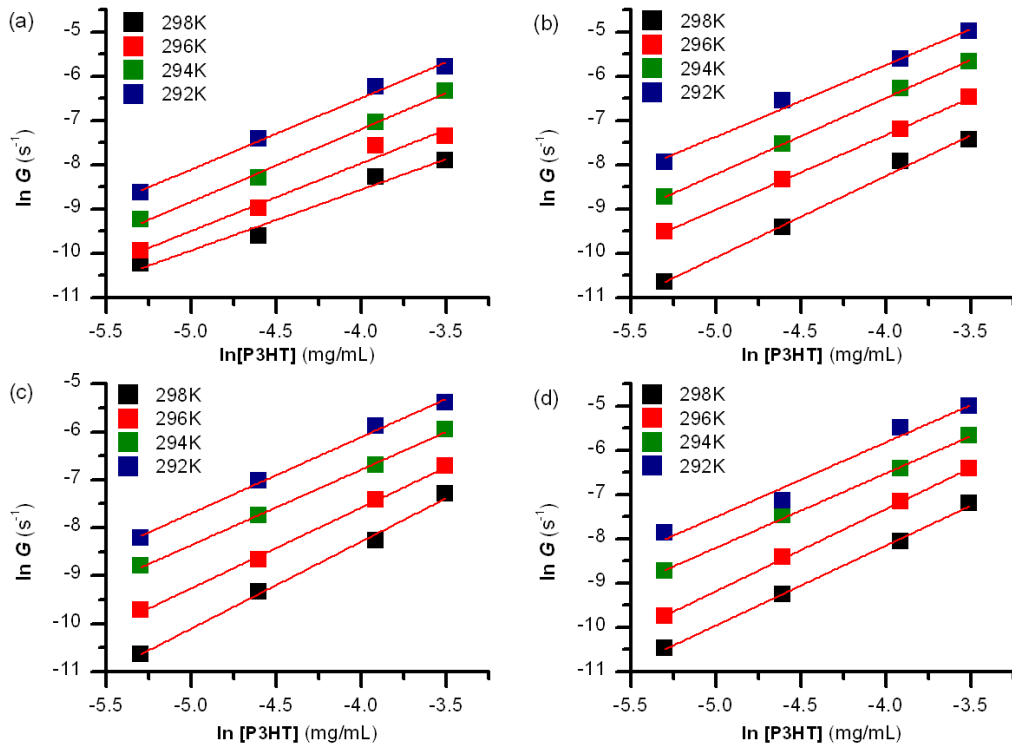 (a)
298K
296K
294K
292K
-5
-6
-7
-8
-9
-10
-11
ln G (s⁻¹)
-5.5 -5.0 -4.5 -4.0 -3.5
ln[P3HT] (mg/mL)
(b)
298K
296K
294K
292K
-5
-6
-7
-8
-9
-10
-11
ln G (s⁻¹)
-5.5 -5.0 -4.5 -4.0 -3.5
ln [P3HT] (mg/mL)
(c)
298K
296K
294K
292K
-5
-6
-7
-8
-9
-10
-11
ln G (s⁻¹)
-5.5 -5.0 -4.5 -4.0 -3.5
ln [P3HT] (mg/mL)
(d)
298K
296K
294K
292K
-5
-6
-7
-8
-9
-10
-11
ln G (s⁻¹)
-5.5 -5.0 -4.5 -4.0 -3.5
ln [P3HT] (mg/mL)